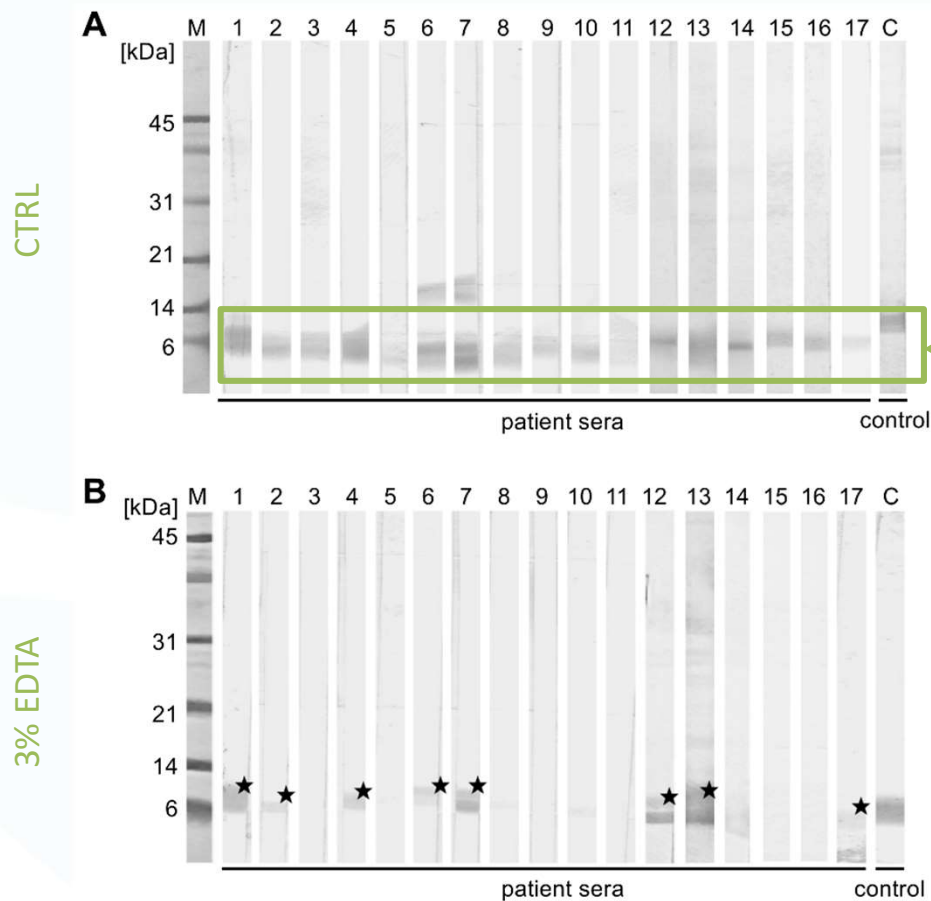 A M 1 2 3 4 5 6 7 8 9 10 11 12 13 14 15 16 17 C
[kDa]
45
31
21
14
6
CTRL
patient sera control
B M 1 2 3 4 5 6 7 8 9 10 11 12 13 14 15 16 17 C
[kDa]
45
31
21
14
6
3% EDTA
patient sera control